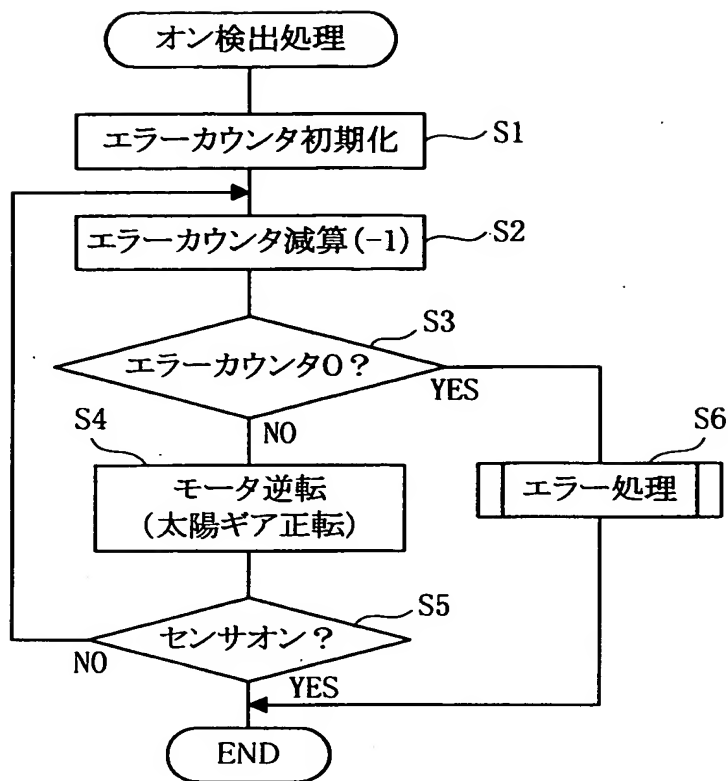 オン検出処理
エラーカウンタ初期化
S1
エラーカウンタ減算(-1)
S2
S3
エラーカウンタ0?
YES
NO
S4
モータ逆転
(太陽ギア正転)
S6
エラー処理
S5
センサオン?
NO
YES
END